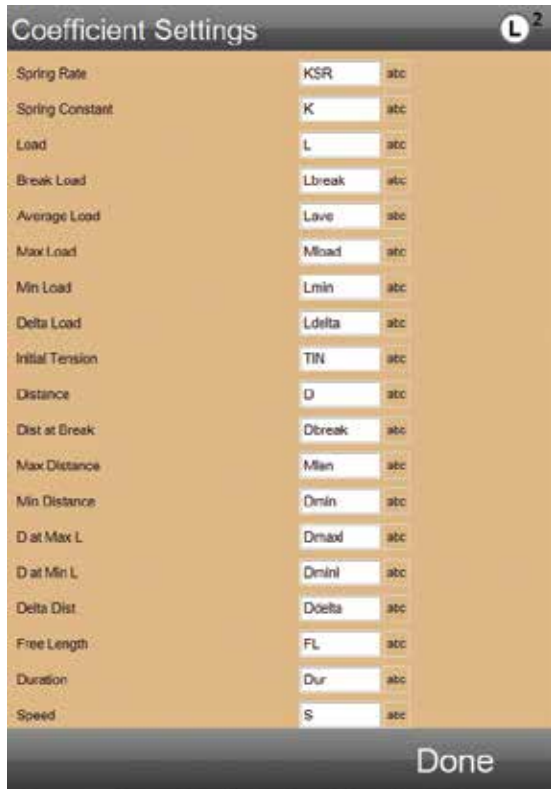 Coefficient Settings L 2
Spring Rate KSR abc
Spring Constant K abc
Load L abc
Break Load Lbreak abc
Average Load Lave abc
Max Load Mload abc
Min Load Lmin abc
Delta Load Ldelta abc
Initial Tension TIN abc
Distance D abc
Dist at Break Dbreak abc
Max Distance Mlen abc
Min Distance Dmin abc
D at Max L Dmaxl abc
D at Min L Dminl abc
Delta Dist Ddelta abc
Free Length FL abc
Duration Dur abc
Speed S abc
Done